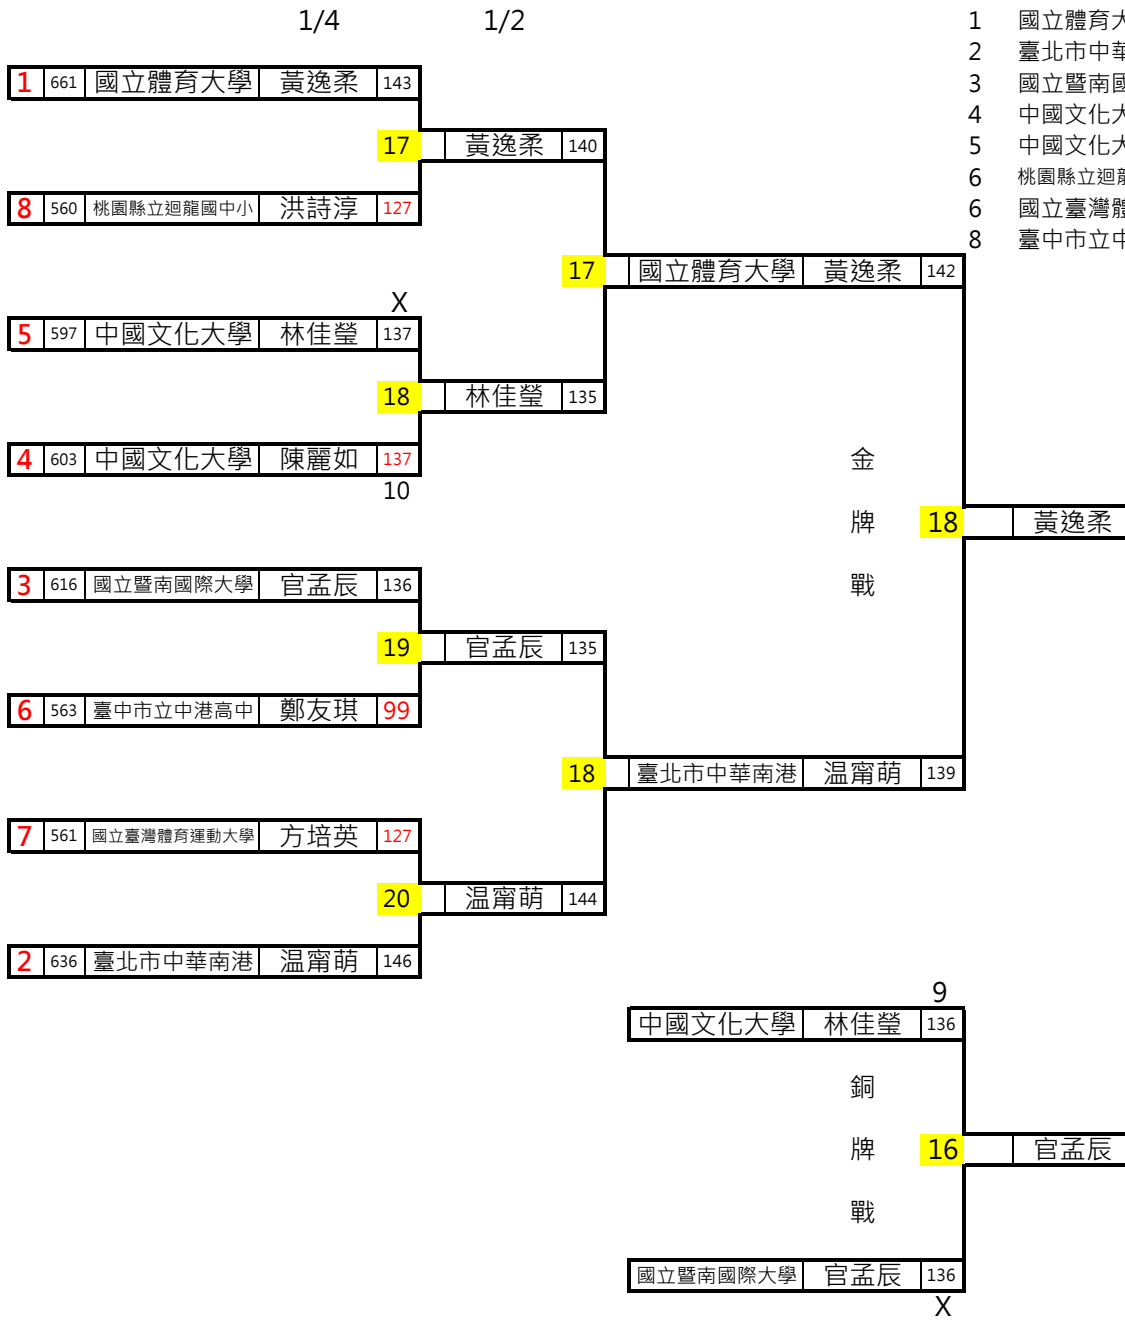 1/4 1/2
1 國立體育大
2 臺北市中華
1 661 國立體育大學 黃逸柔 143
3 國立暨南國
4 中國文化大
17 黃逸柔 140
5 中國文化大
6 桃園縣立迴龍
8 560 桃園縣立迴龍國中小 洪詩淳 127
6 國立臺灣體
8 臺中市立中
17 國立體育大學 黃逸柔 142
X
5 597 中國文化大學 林佳瑩 137
18 林佳瑩 135
4 603 中國文化大學 陳麗如 137
金
10
牌
18 黃逸柔
3 616 國立暨南國際大學 官孟辰 136
戰
19 官孟辰 135
6 563 臺中市立中港高中 鄭友琪 99
18 臺北市中華南港 温甯萌 139
7 561 國立臺灣體育運動大學 方培英 127
20 温甯萌 144
2 636 臺北市中華南港 温甯萌 146
9
中國文化大學 林佳瑩 136
銅
牌
16 官孟辰
戰
國立暨南國際大學 官孟辰 136
X